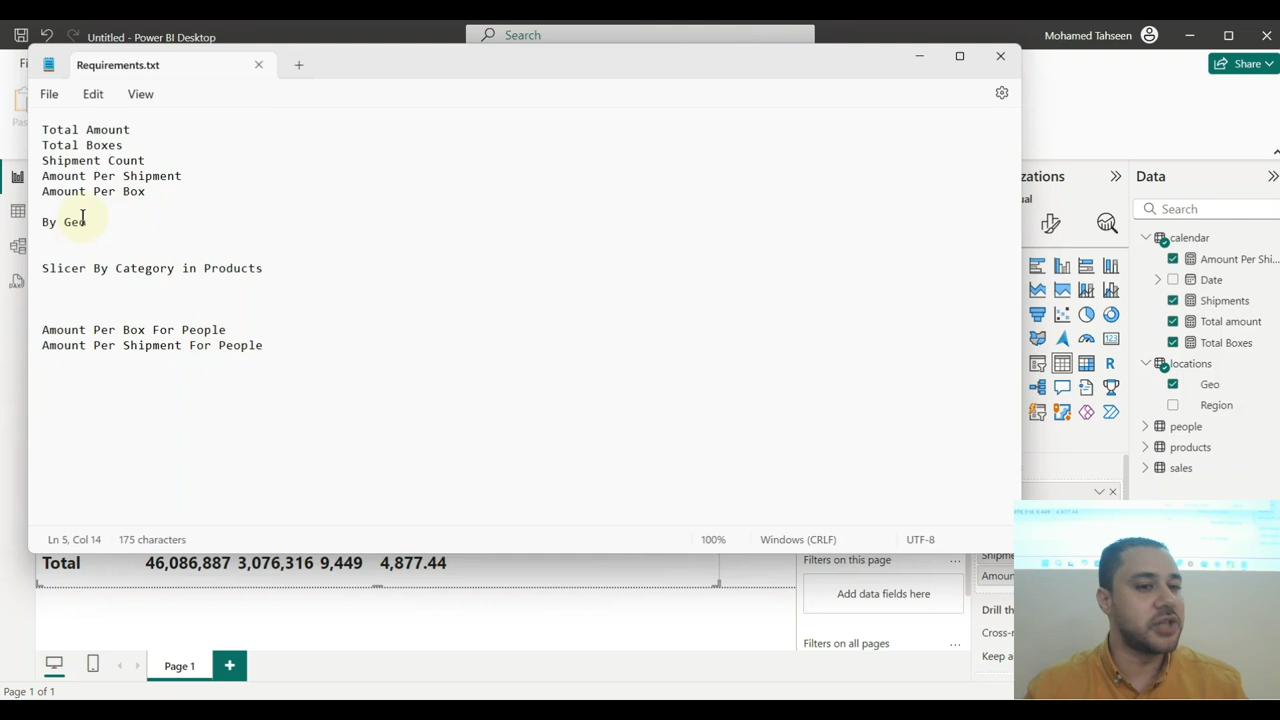 Untitled - Power BI Desktop
Search
Mohamed Tahseen
Requirements.txt
Share
File
Edit
View
Total Amount
Total Boxes
Shipment Count
Amount Per Shipment
Amount Per Box
By Geo
Slicer By Category in Products
Amount Per Box For People
Amount Per Shipment For People
Ln 5, Col 14
175 characters
100%
Windows (CRLF)
UTF-8
Data
Search
calendar
Amount Per Shi...
Date
Shipments
Total amount
Total Boxes
locations
Geo
Region
people
products
sales
Total 46,086,887 3,076,316 9,449 4,877.44
Filters on this page
...
Add data fields here
Filters on all pages
...
Page 1
Page 1 of 1